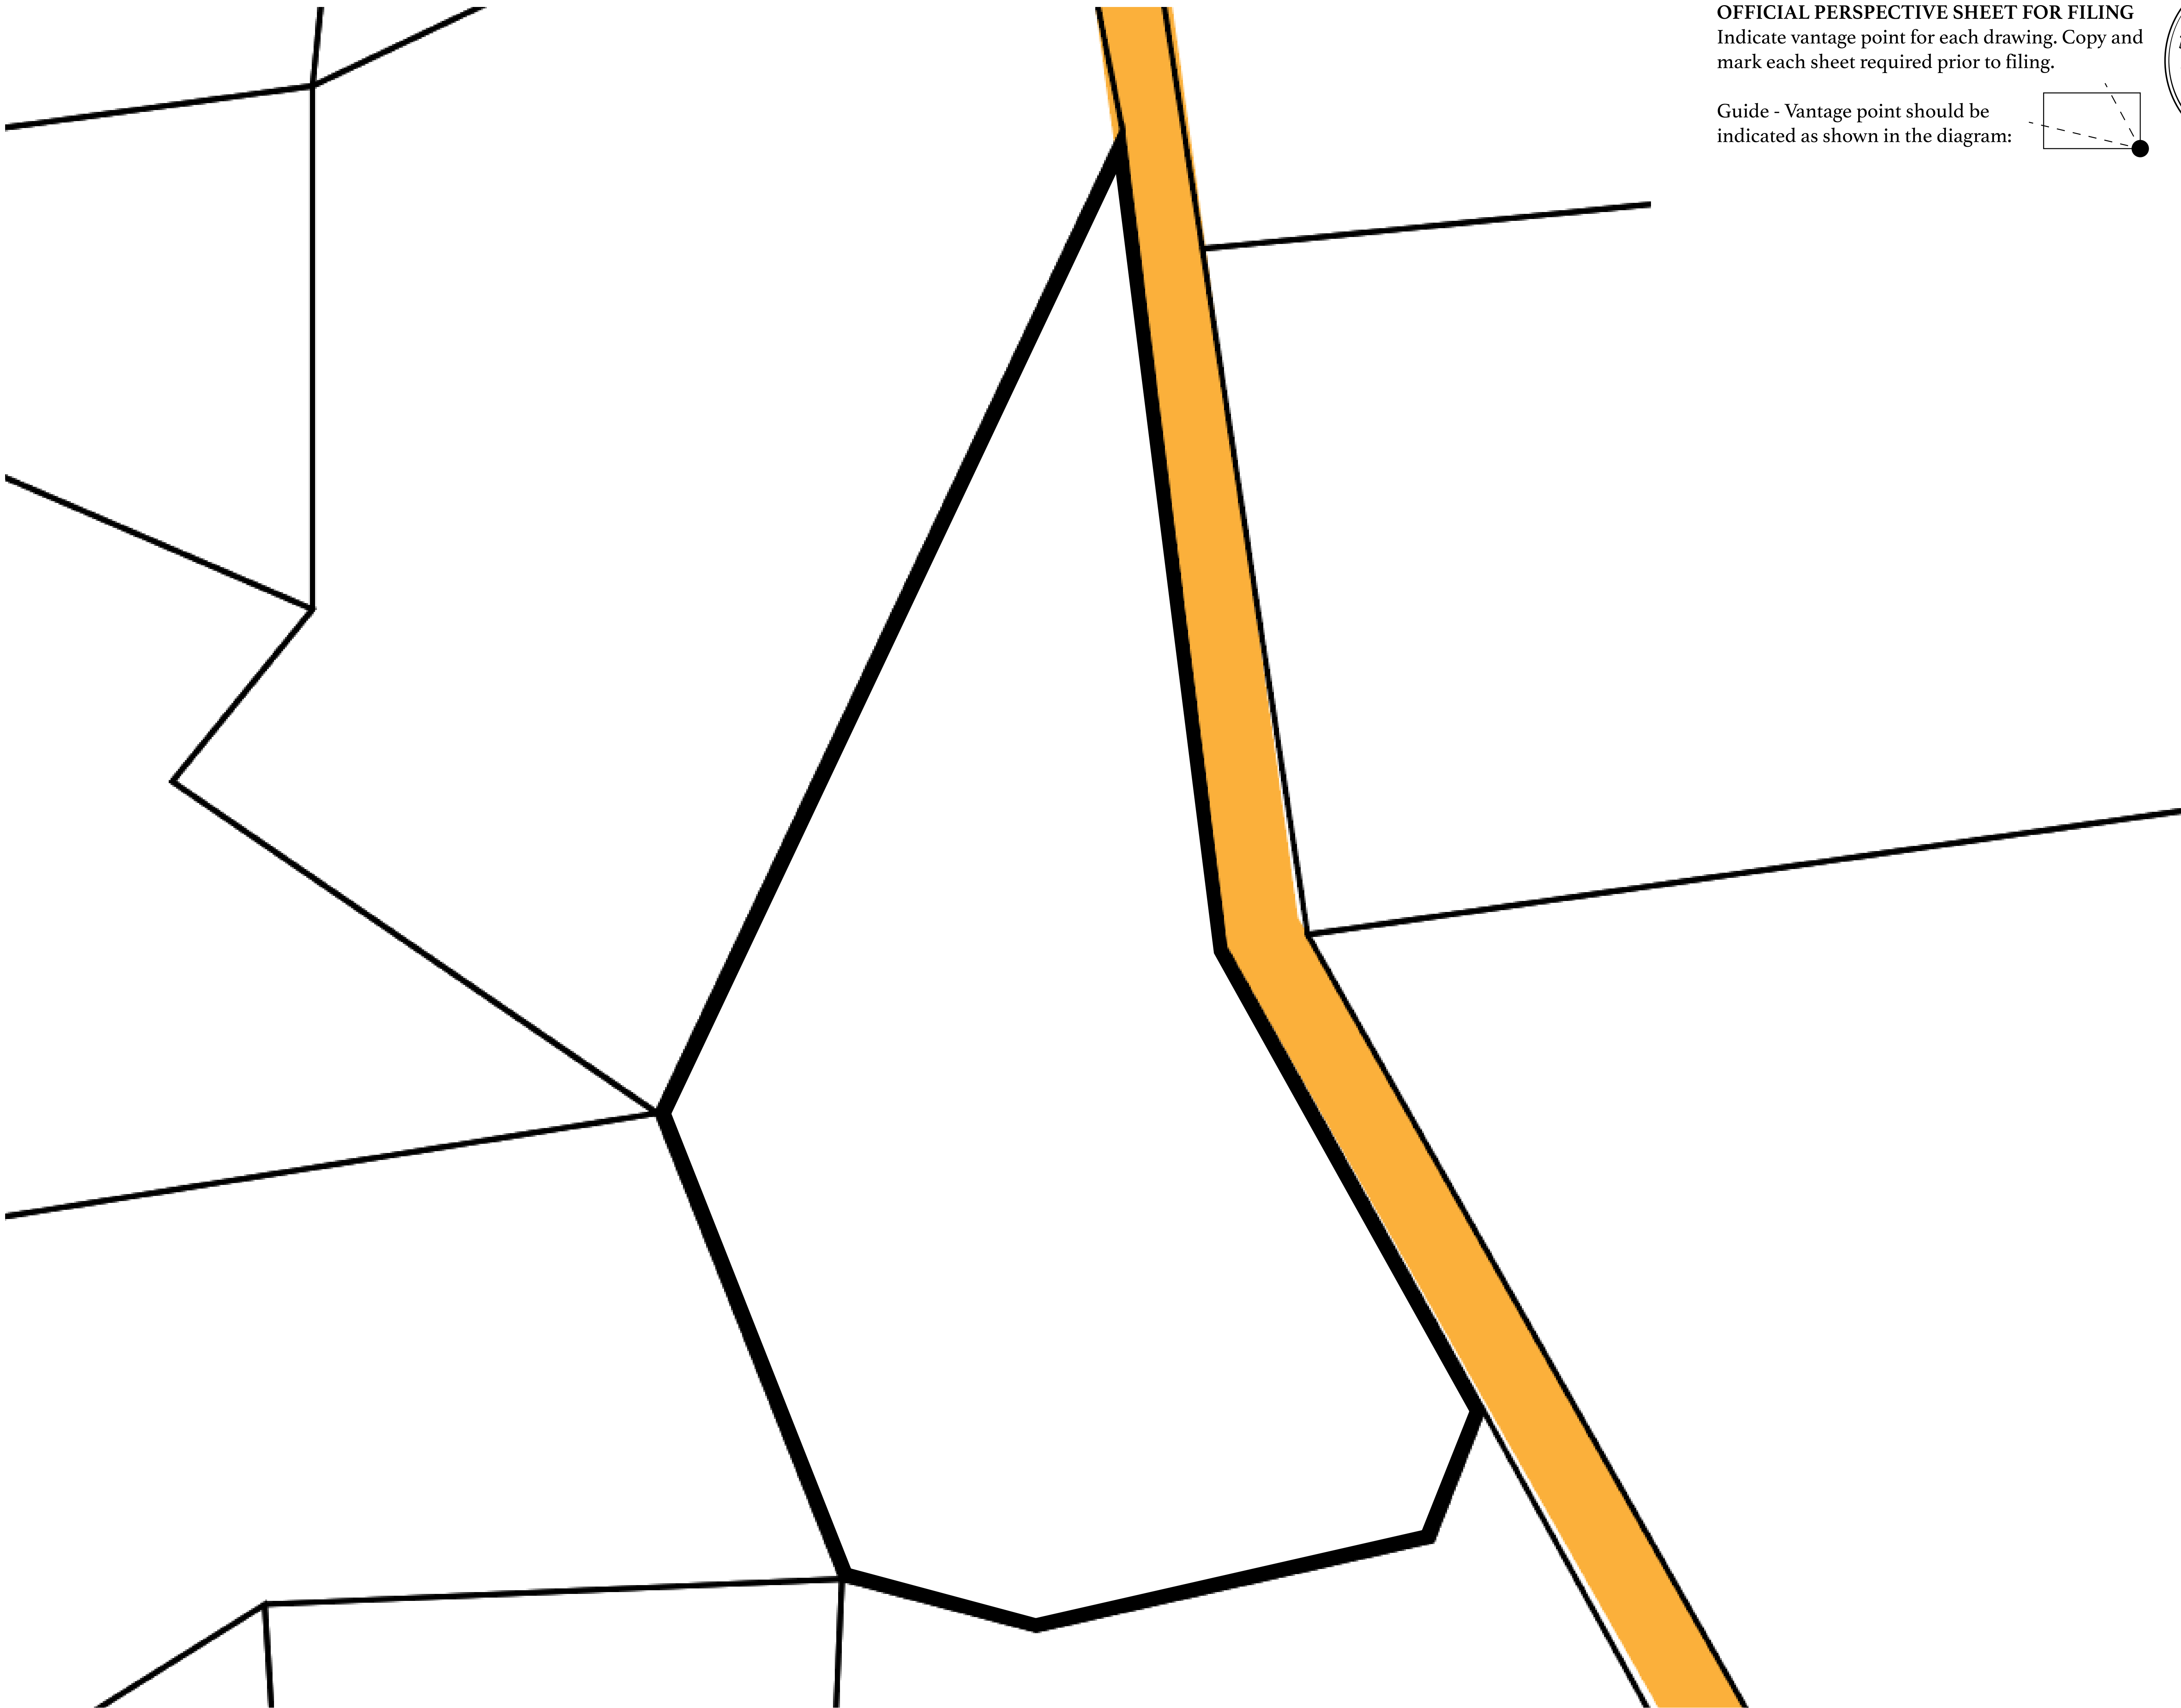 OFFICIAL PERSPECTIVE SHEET FOR FILING
Indicate vantage point for each drawing. Copy and
mark each sheet required prior to filing.
Guide - Vantage point should be
indicated as shown in the diagram: